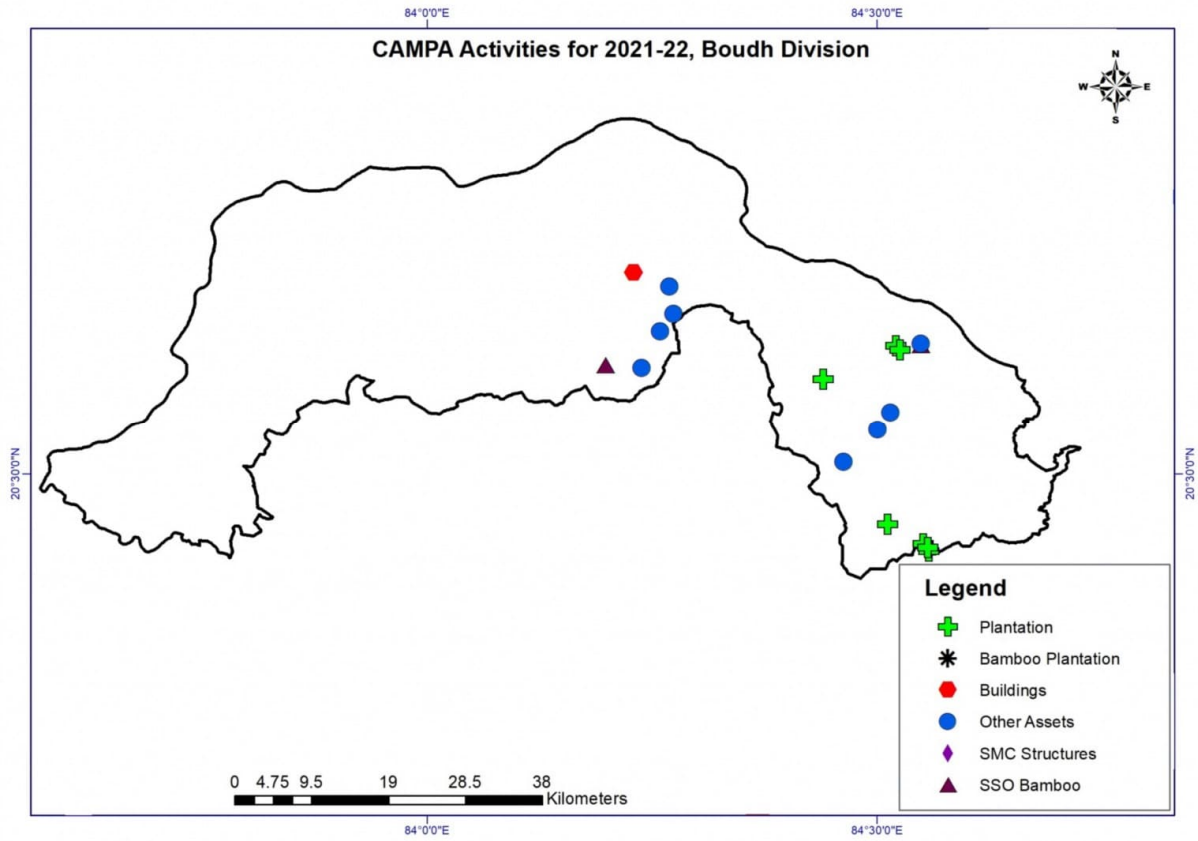 84°0'0"E 84°30'0"E
CAMPA Activities for 2021-22, Boudh Division
N
W E
S
20°30'0"N 20°30'0"N
Legend
Plantation
Bamboo Plantation
Buildings
Other Assets
SMC Structures
SSO Bamboo
0 4.75 9.5 19 28.5 38
Kilometers
84°0'0"E 84°30'0"E